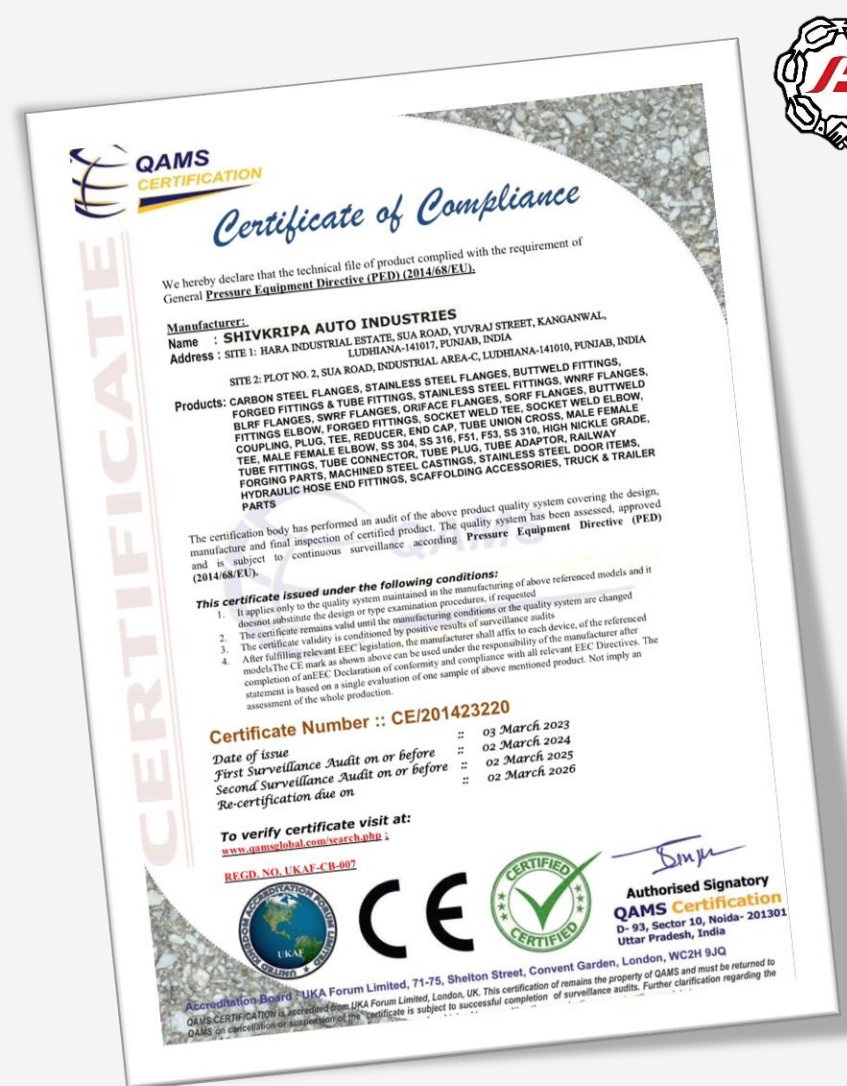 QAMS
CERTIFICATION
CERTIFICATE
Certificate of Compliance
We hereby declare that the technical file of product complied with the requirement of
General Pressure Equipment Directive (PED) (2014/68/EU).
Manufacturer:
Name : SHIVKRIPA AUTO INDUSTRIES
Address : SITE 1: HARA INDUSTRIAL ESTATE, SUA ROAD, YUVRAJ STREET, KANGANWAL,
LUDHIANA-141017, PUNJAB, INDIA
SITE 2: PLOT NO. 2, SUA ROAD, INDUSTRIAL AREA-C, LUDHIANA-141010, PUNJAB, INDIA
Products: CARBON STEEL FLANGES, STAINLESS STEEL FLANGES, BUTTWELD FITTINGS,
FORGED FITTINGS & TUBE FITTINGS, STAINLESS STEEL FITTINGS, WNRF FLANGES,
BLRF FLANGES, SWRF FLANGES, ORIFACE FLANGES, SORF FLANGES, BUTTWELD
FITTINGS ELBOW, FORGED FITTINGS, SOCKET WELD TEE, SOCKET WELD ELBOW,
COUPLING, PLUG, TEE, REDUCER, END CAP, TUBE UNION CROSS, MALE FEMALE
TEE, MALE FEMALE ELBOW, SS 304, SS 316, F51, F53, SS 310, HIGH NICKLE GRADE,
TUBE FITTINGS, TUBE CONNECTOR, TUBE PLUG, TUBE ADAPTOR, RAILWAY
FORGING PARTS, MACHINED STEEL CASTINGS, STAINLESS STEEL DOOR ITEMS,
HYDRAULIC HOSE END FITTINGS, SCAFFOLDING ACCESSORIES, TRUCK & TRAILER
PARTS
The certification body has performed an audit of the above product quality system covering the design,
manufacture and final inspection of certified product. The quality system has been assessed, approved
and is subject to continuous surveillance according Pressure Equipment Directive (PED)
(2014/68/EU).
This certificate issued under the following conditions:
1. It applies only to the quality system maintained in the manufacturing of above referenced models and it
doesnot substitute the design or type examination procedures, if requested
2. The certificate remains valid until the manufacturing conditions or the quality system are changed
3. The certificate validity is conditioned by positive results of surveillance audits
4. After fulfilling relevant EEC legislation, the manufacturer shall affix to each device, of the referenced
modelsThe CE mark as shown above can be used under the responsibility of the manufacturer after
completion of anEEC Declaration of conformity and compliance with all relevant EEC Directives. The
statement is based on a single evaluation of one sample of above mentioned product. Not imply an
assessment of the whole production.
Certificate Number :: CE/201423220
Date of issue :: 03 March 2023
First Surveillance Audit on or before :: 02 March 2024
Second Surveillance Audit on or before :: 02 March 2025
Re-certification due on :: 02 March 2026
To verify certificate visit at:
www.qamsglobal.com/search.php ;
REGD. NO. UKAF-CB-007
UNITED KINGDOM ACCREDITATION FORUM LIMITED
UKAF
CE
CERTIFIED
CERTIFIED
Authorised Signatory
QAMS Certification
D- 93, Sector 10, Noida- 201301
Uttar Pradesh, India
Accreditation Board : UKA Forum Limited, 71-75, Shelton Street, Convent Garden, London, WC2H 9JQ
QAMS CERTIFICATION is accredited from UKA Forum Limited, London, UK. This certification of remains the property of QAMS and must be returned to
QAMS on cancellation or suspension of the certificate is subject to successful completion of surveillance audits. Further clarification regarding the